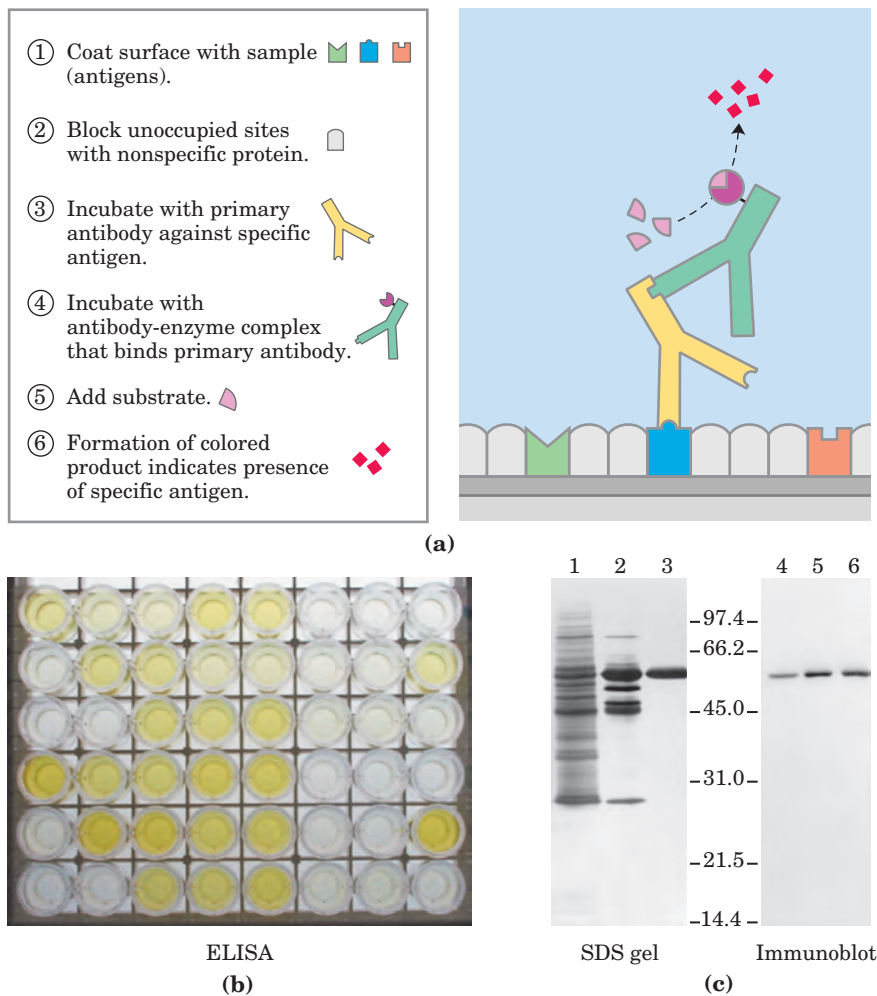 ① Coat surface with sample
(antigens).
② Block unoccupied sites
with nonspecific protein.
③ Incubate with primary
antibody against specific
antigen.
④ Incubate with
antibody-enzyme complex
that binds primary antibody.
⑤ Add substrate.
⑥ Formation of colored
product indicates presence
of specific antigen.
(a)
ELISA
(b)
1 2 3 4 5 6
97.4
66.2
45.0
31.0
21.5
14.4
SDS gel Immunoblot
(c)